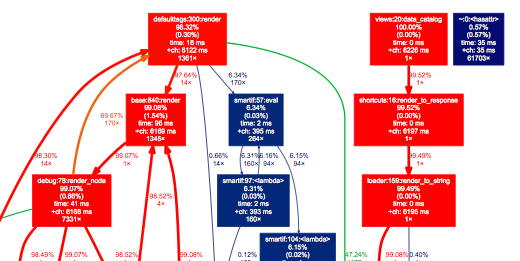 defaulttags:300:render
98.32%
(0.30%)
time: 18 ms
+ch: 6122 ms
1361×
views:20:data_catalog
100.00%
(0.00%)
time: 0 ms
+ch: 6226 ms
1×
~:0:<hasattr>
(0.57%)
time: 35 ms
+ch: 35 ms
61703×
97.64%
14×
6.34%
170×
99.52%
1×
89.67%
170×
base:840:render
99.08%
(1.54%)
time: 96 ms
+ch: 6169 ms
1345×
smartif:57:eval
6.34%
(0.03%)
time: 2 ms
+ch: 395 ms
264×
shortcuts:16:render_to_response
99.52%
(0.00%)
time: 0 ms
+ch: 6197 ms
1×
98.30%
14×
99.07%
1×
0.66%
14×
6.31%
160×
6.16%
94×
6.15%
94×
99.49%
1×
debug:78:render_node
99.07%
(0.66%)
time: 41 ms
+ch: 6168 ms
7331×
98.52%
4×
smartif:97:<lambda>
6.31%
(0.03%)
time: 2 ms
+ch: 393 ms
160×
loader:159:render_to_string
99.49%
(0.00%)
time: 0 ms
+ch: 6195 ms
1×
smartif:104:<lambda>
6.15%
(0.02%)
98.49%
99.07%
98.52%
99.08%
0.12%
47.24%
99.08%
0.40%